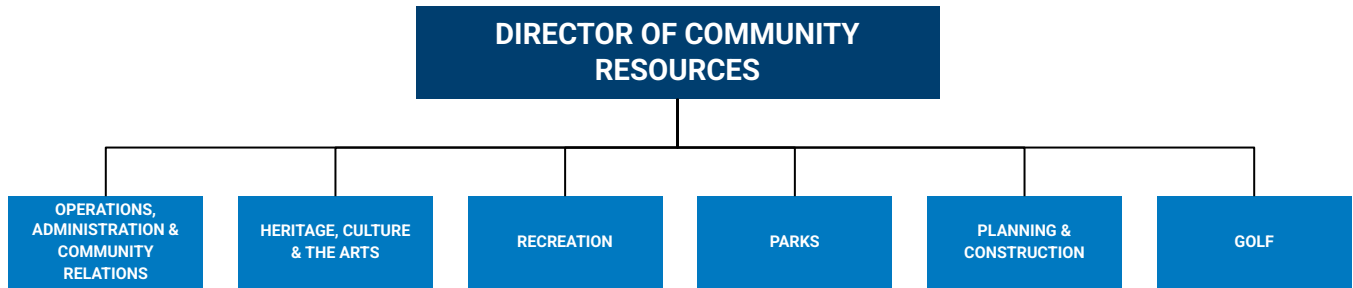 DIRECTOR OF COMMUNITY
RESOURCES
OPERATIONS,
ADMINISTRATION &
COMMUNITY
RELATIONS
HERITAGE, CULTURE
& THE ARTS
RECREATION
PARKS
PLANNING &
CONSTRUCTION
GOLF